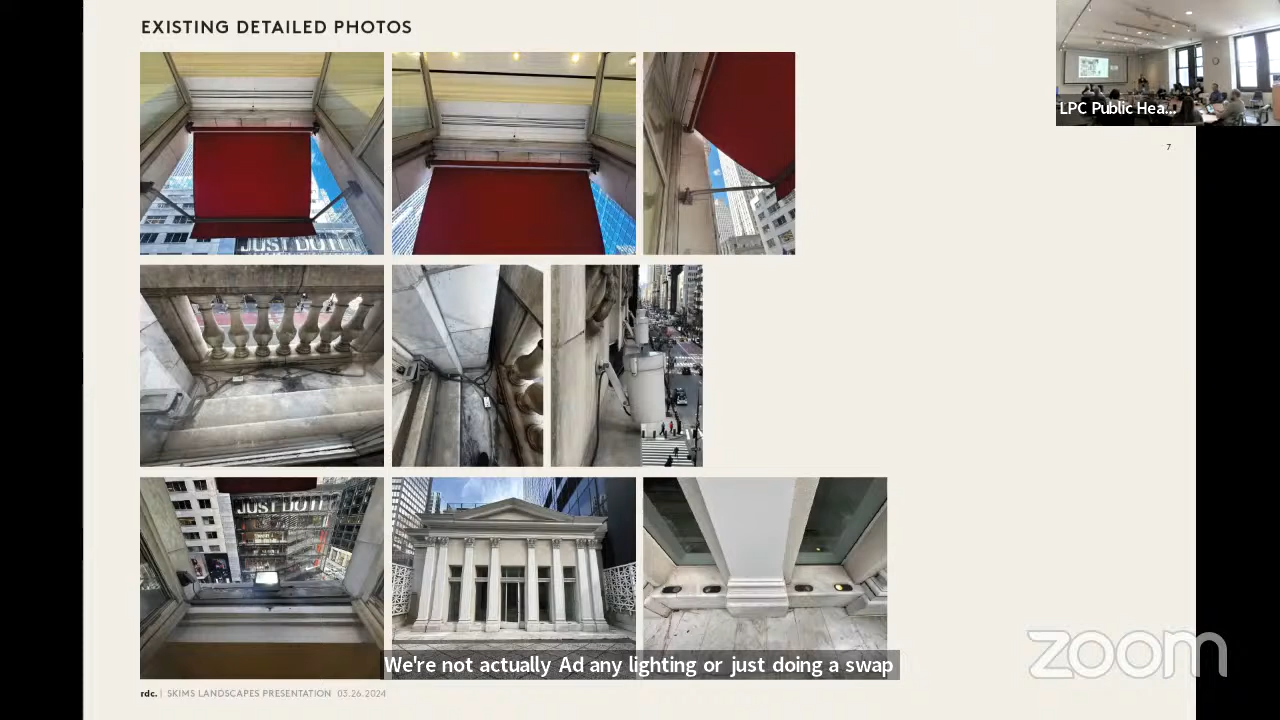 EXISTING DETAILED PHOTOS
LPC Public Hea...
7
JUST DO IT
JUST DO IT
We're not actually Ad any lighting or just doing a swap
zoom
rdc. | SKIMS LANDSCAPES PRESENTATION 03.26.2024